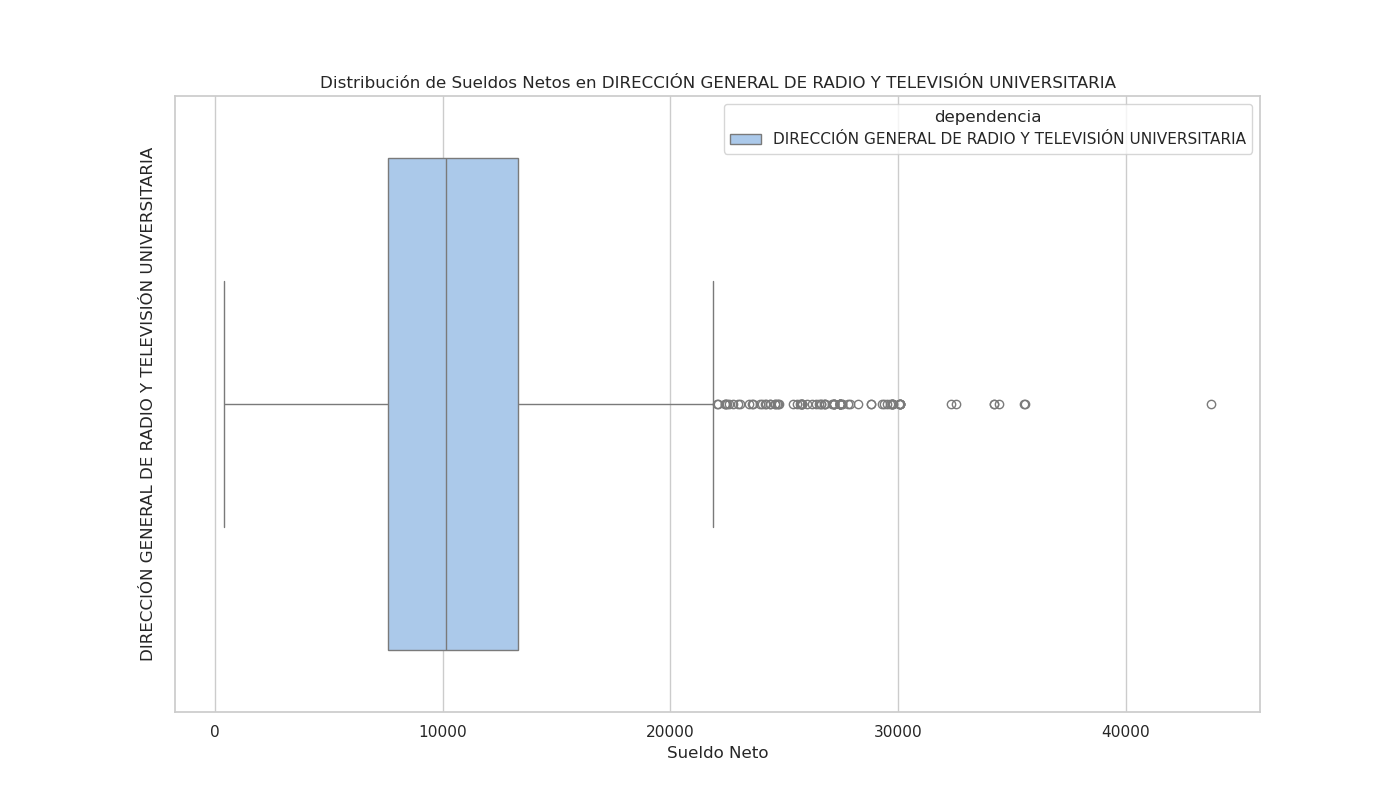 Distribución de Sueldos Netos en DIRECCIÓN GENERAL DE RADIO Y TELEVISIÓN UNIVERSITARIA
dependencia
DIRECCIÓN GENERAL DE RADIO Y TELEVISIÓN UNIVERSITARIA
DIRECCIÓN GENERAL DE RADIO Y TELEVISIÓN UNIVERSITARIA
0 10000 20000 30000 40000
Sueldo Neto